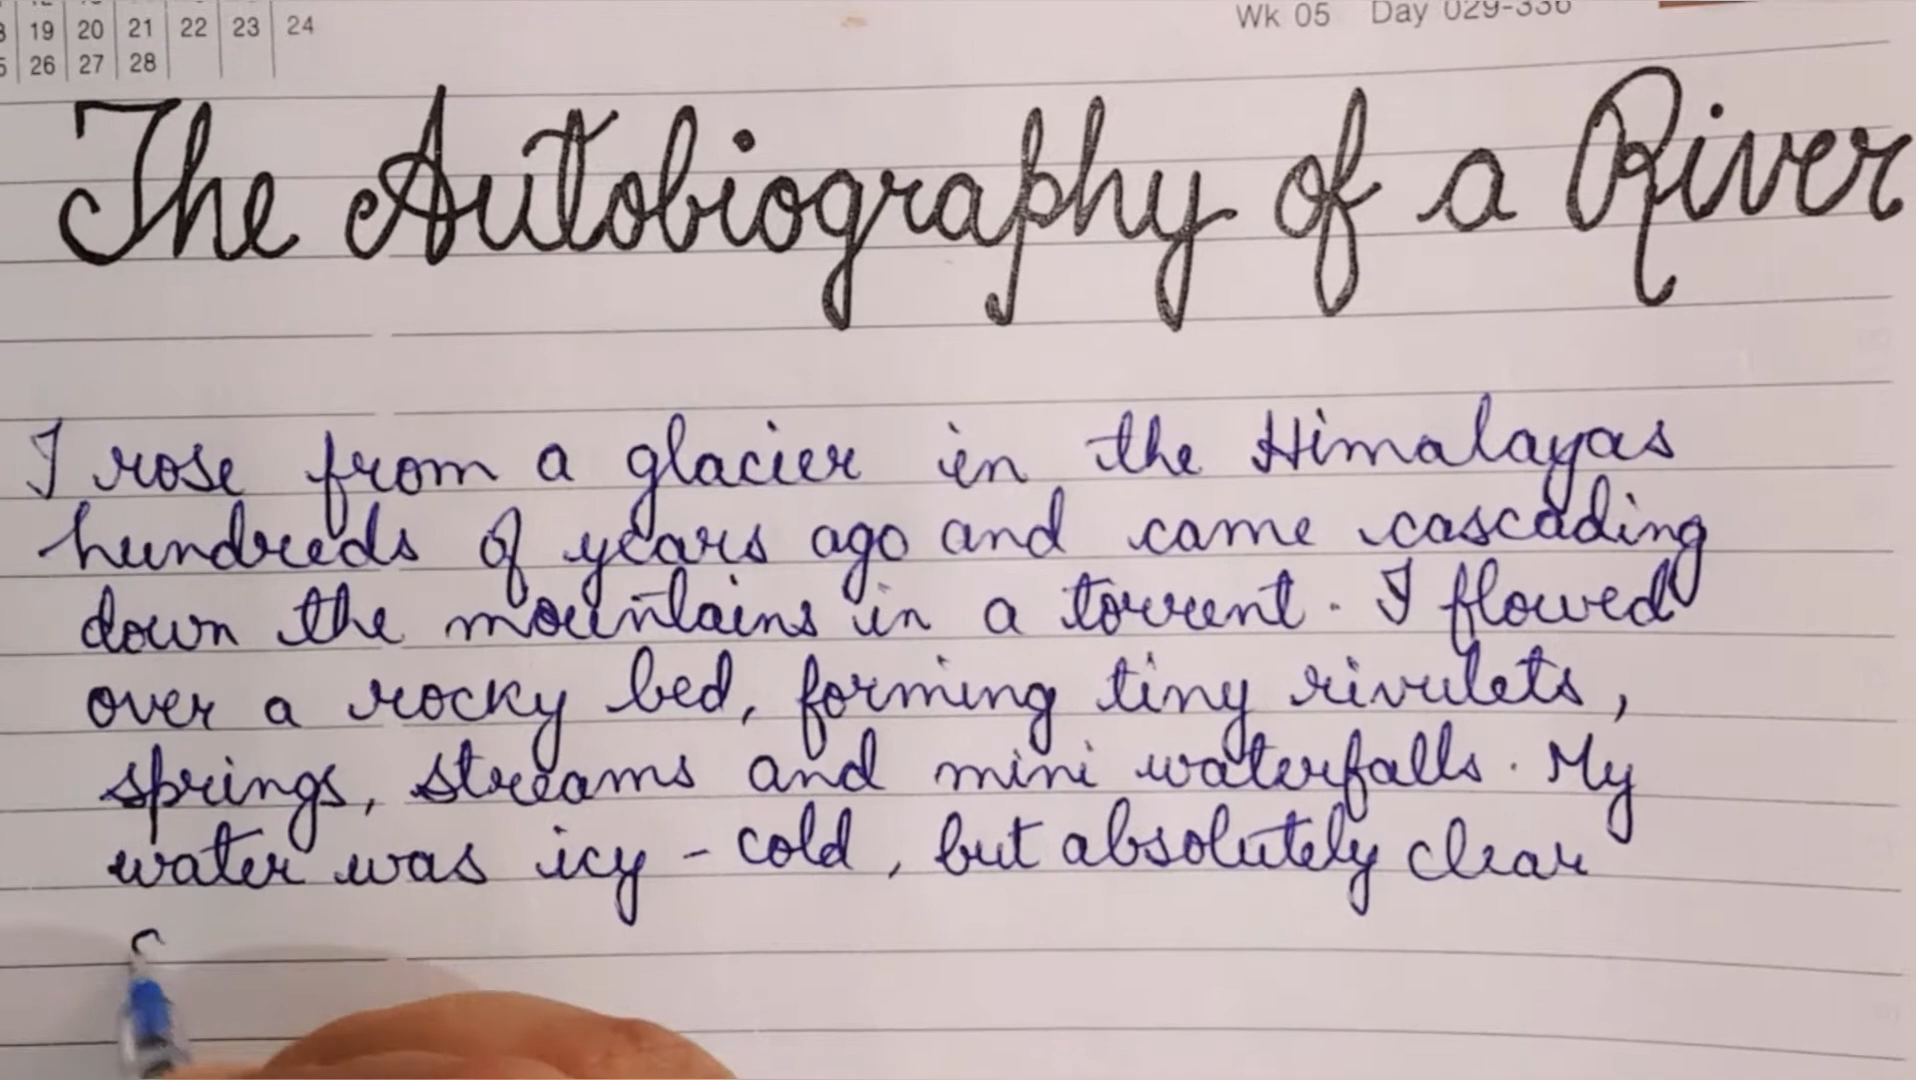 19 20 21 22 23 24
26 27 28
Wk 05 Day 029-336
The Autobiography of a River
I rose from a glacier in the Himalayas
hundreds of years ago and came cascading
down the mountains in a torrent. I flowed
over a rocky bed, forming tiny rivulets,
springs, streams and mini waterfalls. My
water was icy - cold, but absolutely clear